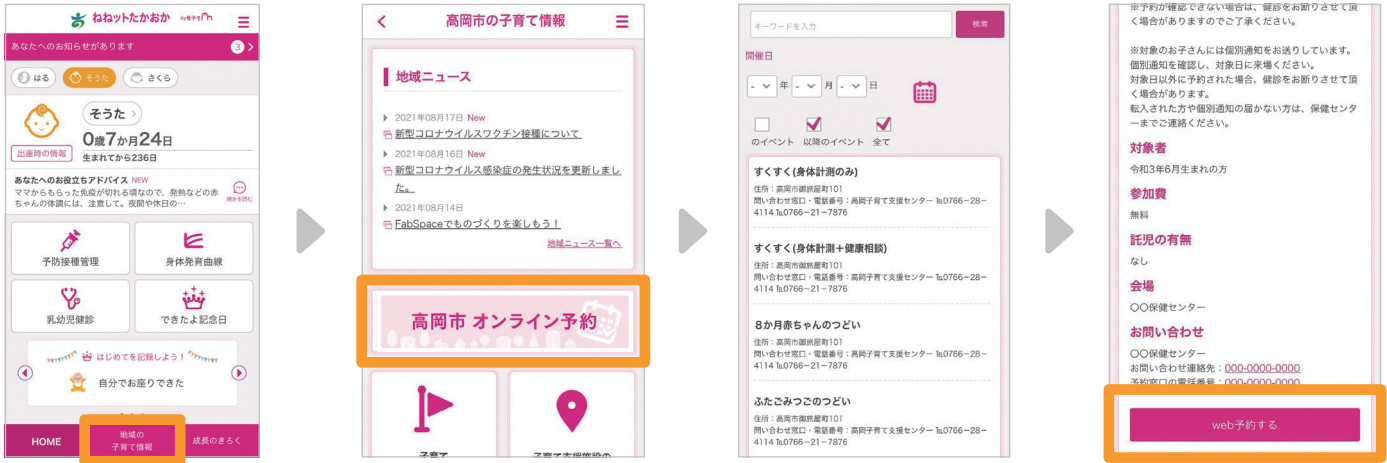 ねねットたかおか by母子モ
あなたへのお知らせがあります 3
はる そうた さくら
そうた
0歳7か月24日
出産時の情報 生まれてから236日
あなたへのお役立ちアドバイス NEW
ママからもらった免疫が切れる頃なので、発熱などの赤
ちゃんの体調には、注意して。夜間や休日の… 続きを読む
予防接種管理 身体発育曲線
乳幼児健診 できたよ記念日
はじめてを記録しよう!
自分でお座りできた
HOME 地域の
子育て情報 成長のきろく
高岡市の子育て情報
地域ニュース
2021年08月17日 New
新型コロナウイルスワクチン接種について
2021年08月16日 New
新型コロナウイルス感染症の発生状況を更新しまし
た。
2021年08月14日
FabSpaceでものづくりを楽しもう!
地域ニュース一覧へ
高岡市 オンライン予約
子育て 子育て支援施設の
キーワードを入力 検索
開催日
- 年 - 月 - 日
のイベント 以降のイベント 全て
すくすく(身体計測のみ)
住所:高岡市御旅屋町101
問い合わせ窓口・電話番号:高岡子育て支援センター ℡0766-28-
4114 ℡0766-21-7876
すくすく(身体計測+健康相談)
住所:高岡市御旅屋町101
問い合わせ窓口・電話番号:高岡子育て支援センター ℡0766-28-
4114 ℡0766-21-7876
8か月赤ちゃんのつどい
住所:高岡市御旅屋町101
問い合わせ窓口・電話番号:高岡子育て支援センター ℡0766-28-
4114 ℡0766-21-7876
ふたごみつごのつどい
住所:高岡市御旅屋町101
問い合わせ窓口・電話番号:高岡子育て支援センター ℡0766-28-
4114 ℡0766-21-7876
※予約が確認できない場合は、健診をお断りさせて頂
く場合がありますのでご了承ください。
※対象のお子さんには個別通知をお送りしています。
個別通知を確認し、対象日に来場ください。
対象日以外に予約された場合、健診をお断りさせて頂
く場合があります。
転入された方や個別通知の届かない方は、保健センタ
ーまでご連絡ください。
対象者
令和3年6月生まれの方
参加費
無料
託児の有無
なし
会場
〇〇保健センター
お問い合わせ
〇〇保健センター
お問い合わせ連絡先:000-0000-0000
予約窓口の電話番号:000-0000-0000
web予約する